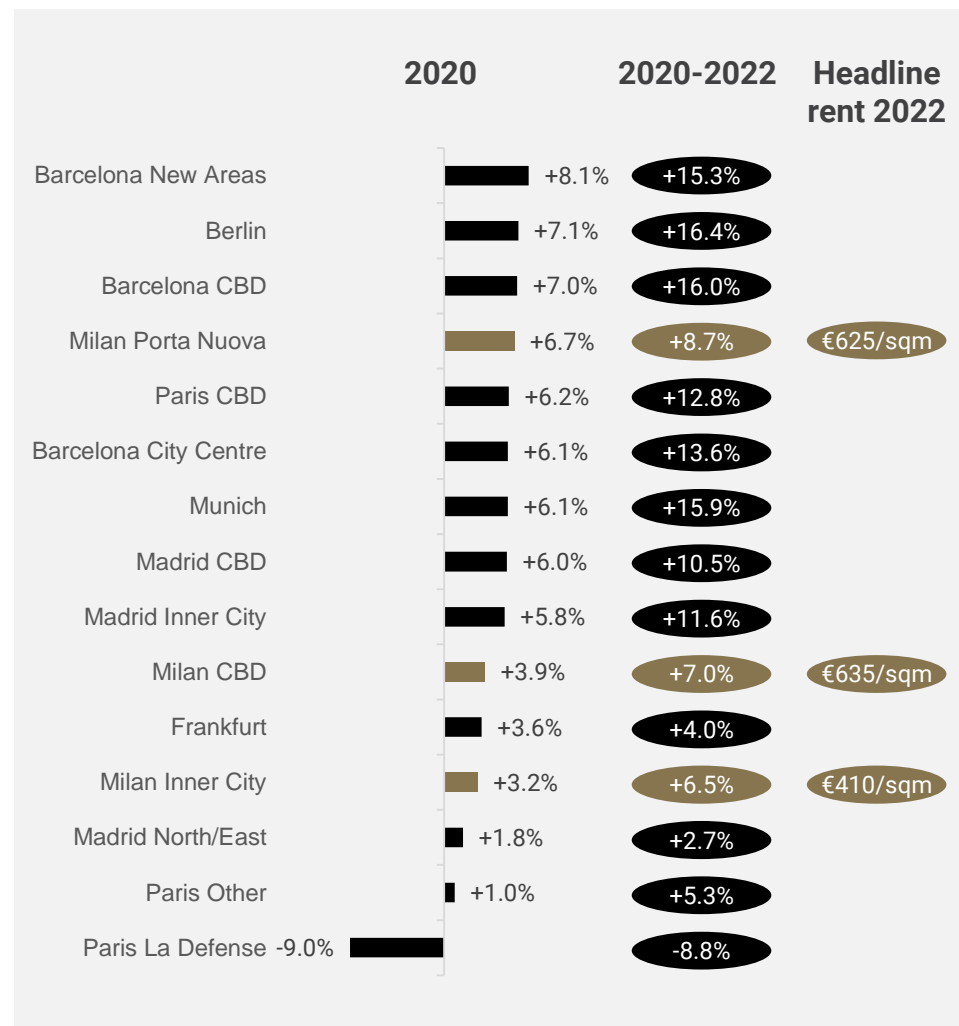 2020 2020-2022 Headline
rent 2022
Barcelona New Areas +8.1% +15.3%
Berlin +7.1% +16.4%
Barcelona CBD +7.0% +16.0%
Milan Porta Nuova +6.7% +8.7% €625/sqm
Paris CBD +6.2% +12.8%
Barcelona City Centre +6.1% +13.6%
Munich +6.1% +15.9%
Madrid CBD +6.0% +10.5%
Madrid Inner City +5.8% +11.6%
Milan CBD +3.9% +7.0% €635/sqm
Frankfurt +3.6% +4.0%
Milan Inner City +3.2% +6.5% €410/sqm
Madrid North/East +1.8% +2.7%
Paris Other +1.0% +5.3%
Paris La Defense -9.0% -8.8%